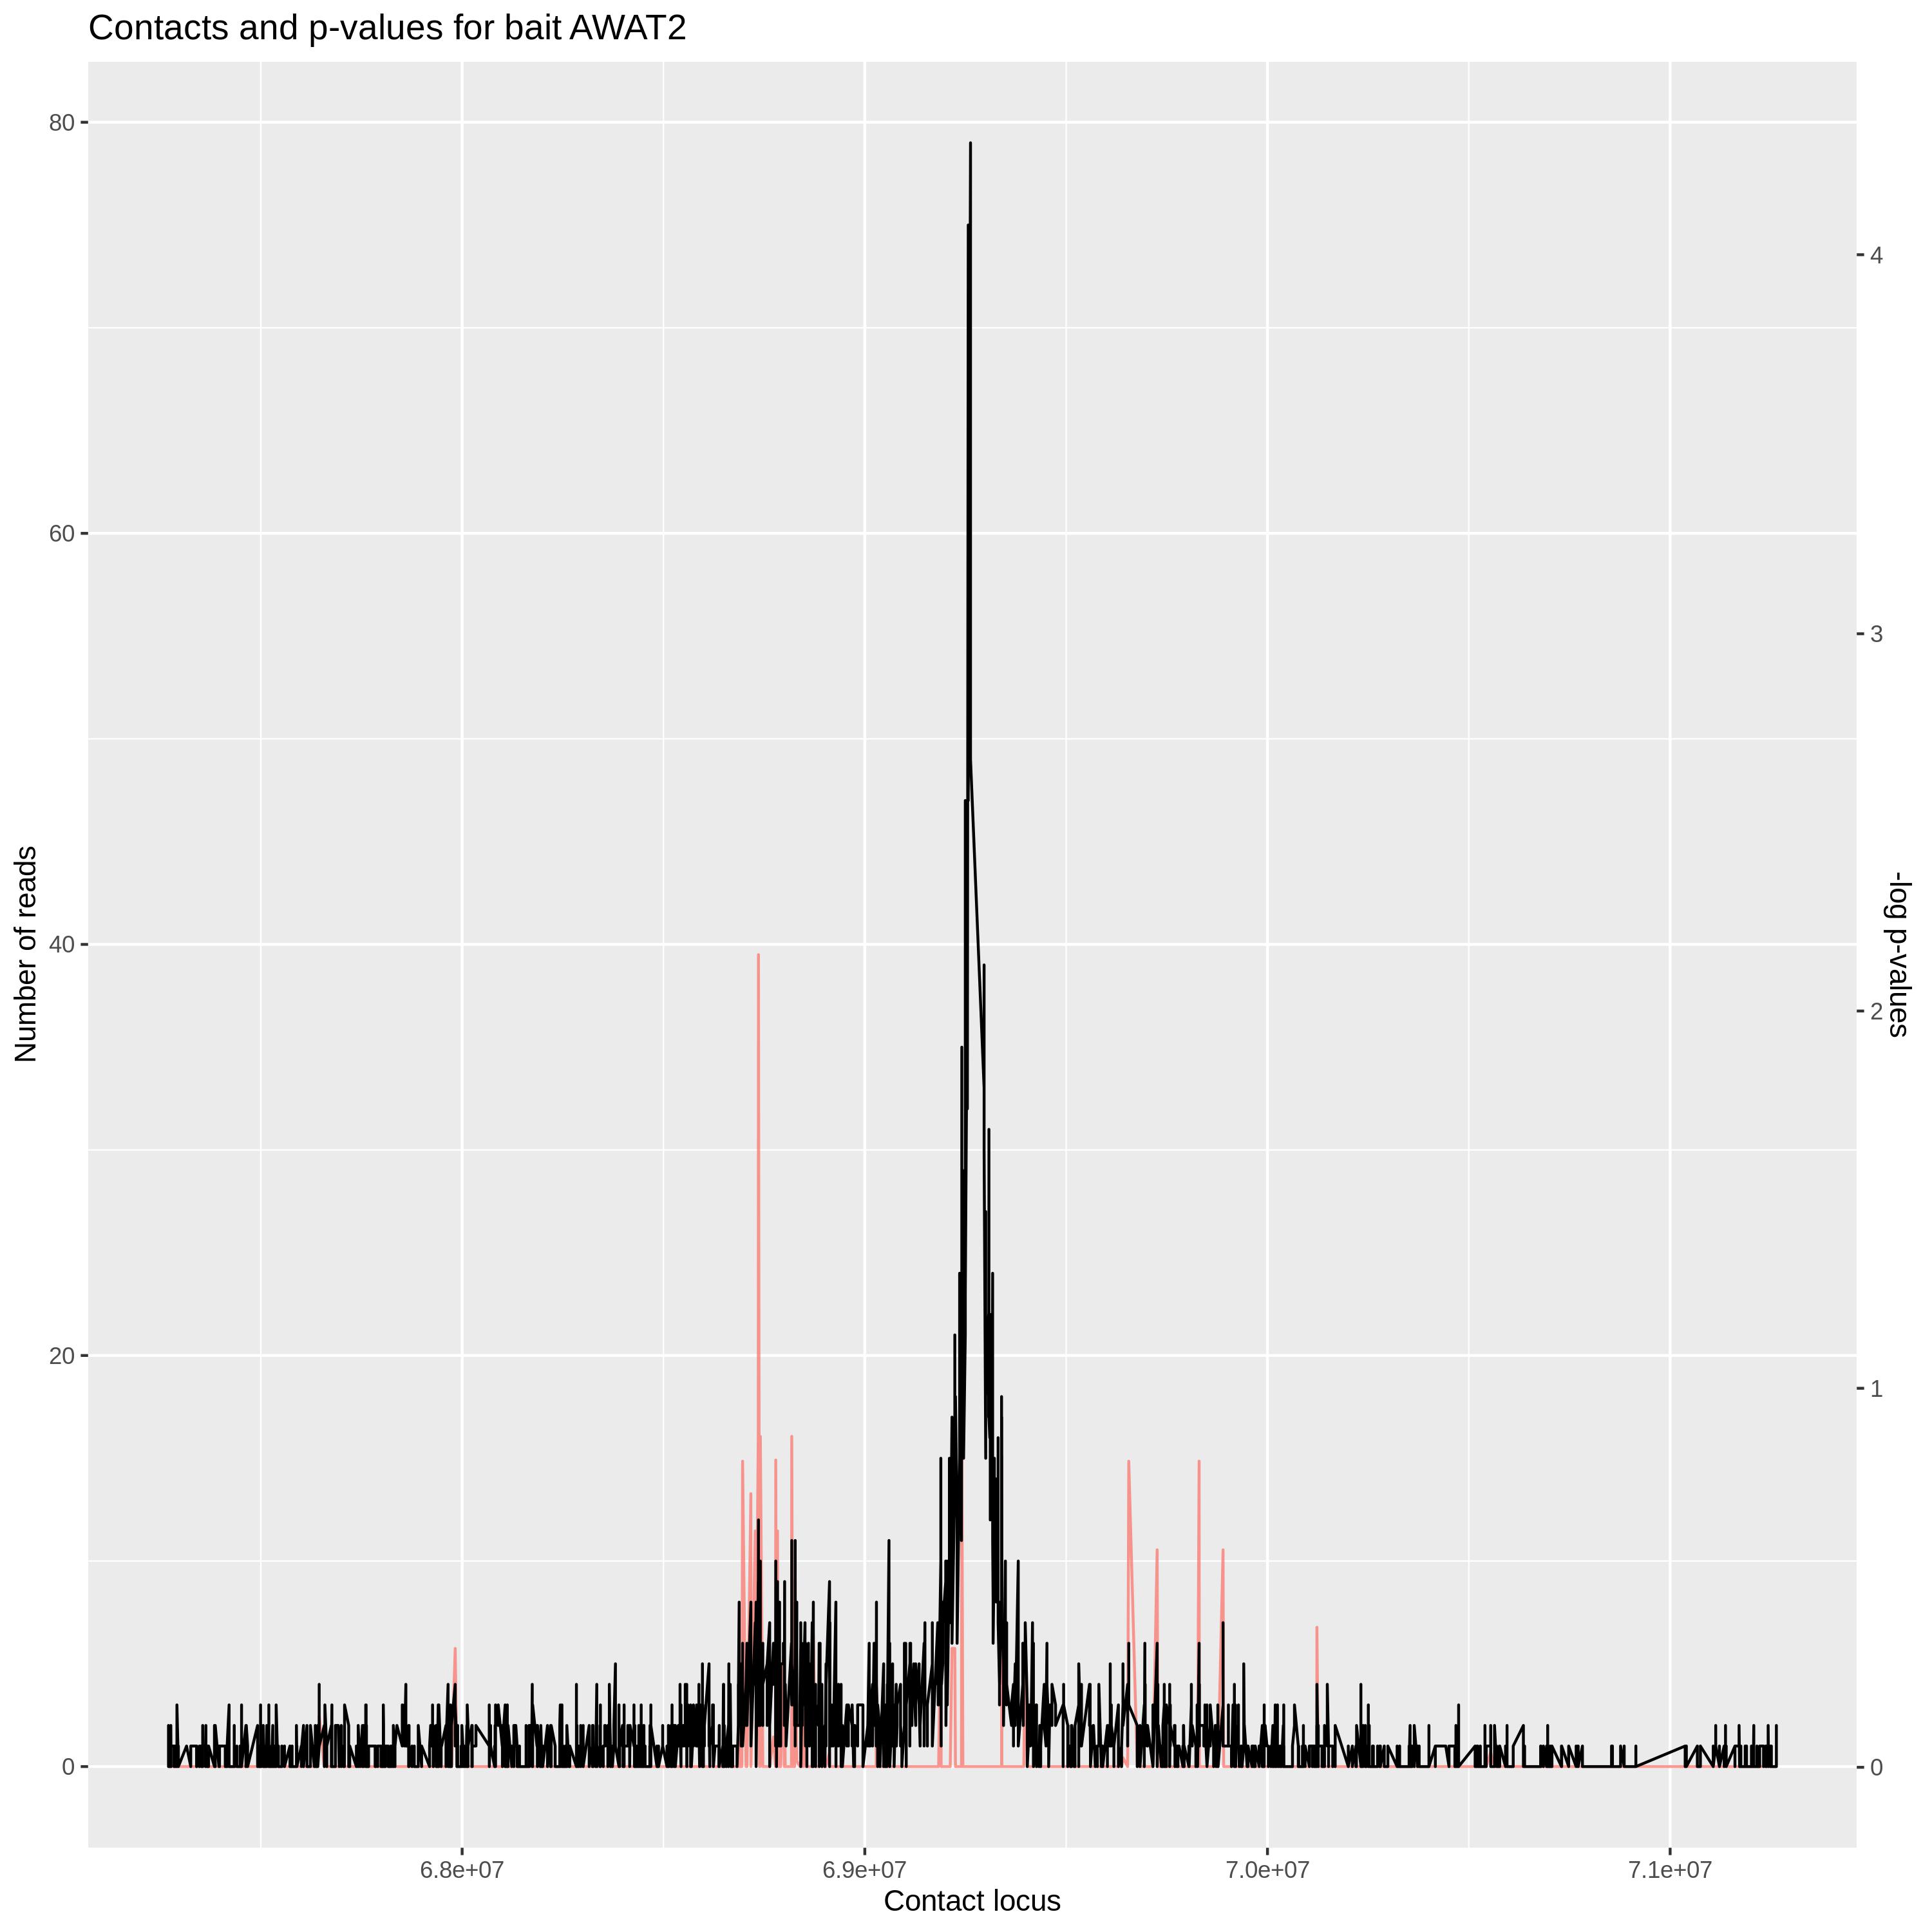 Contacts and p-values for bait AWAT2
80
60
40
20
0
4
3
2
1
0
Number of reads
-log p-values
6.8e+07 6.9e+07 7.0e+07 7.1e+07
Contact locus